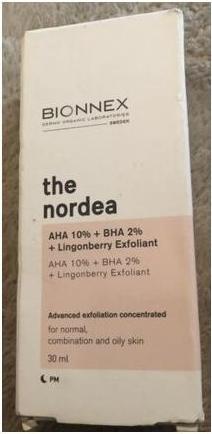 BIONNEX
DERMO ORGANIC LABORATORIES
SWEDEN
the
nordea
AHA 10% + BHA 2%
+ Lingonberry Exfoliant
AHA 10% + BHA 2%
+ Lingonberry Exfoliant
Advanced exfoliation concentrated
for normal,
combination and oily skin
30 ml
PM